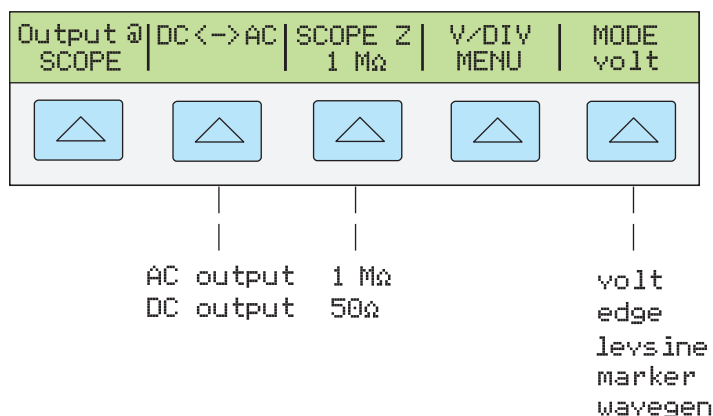 Output @ DC<->AC SCOPE Z V/DIV MODE
SCOPE 1 MΩ MENU volt
AC output 1 MΩ volt
DC output 50Ω edge
levsine
marker
wavegen